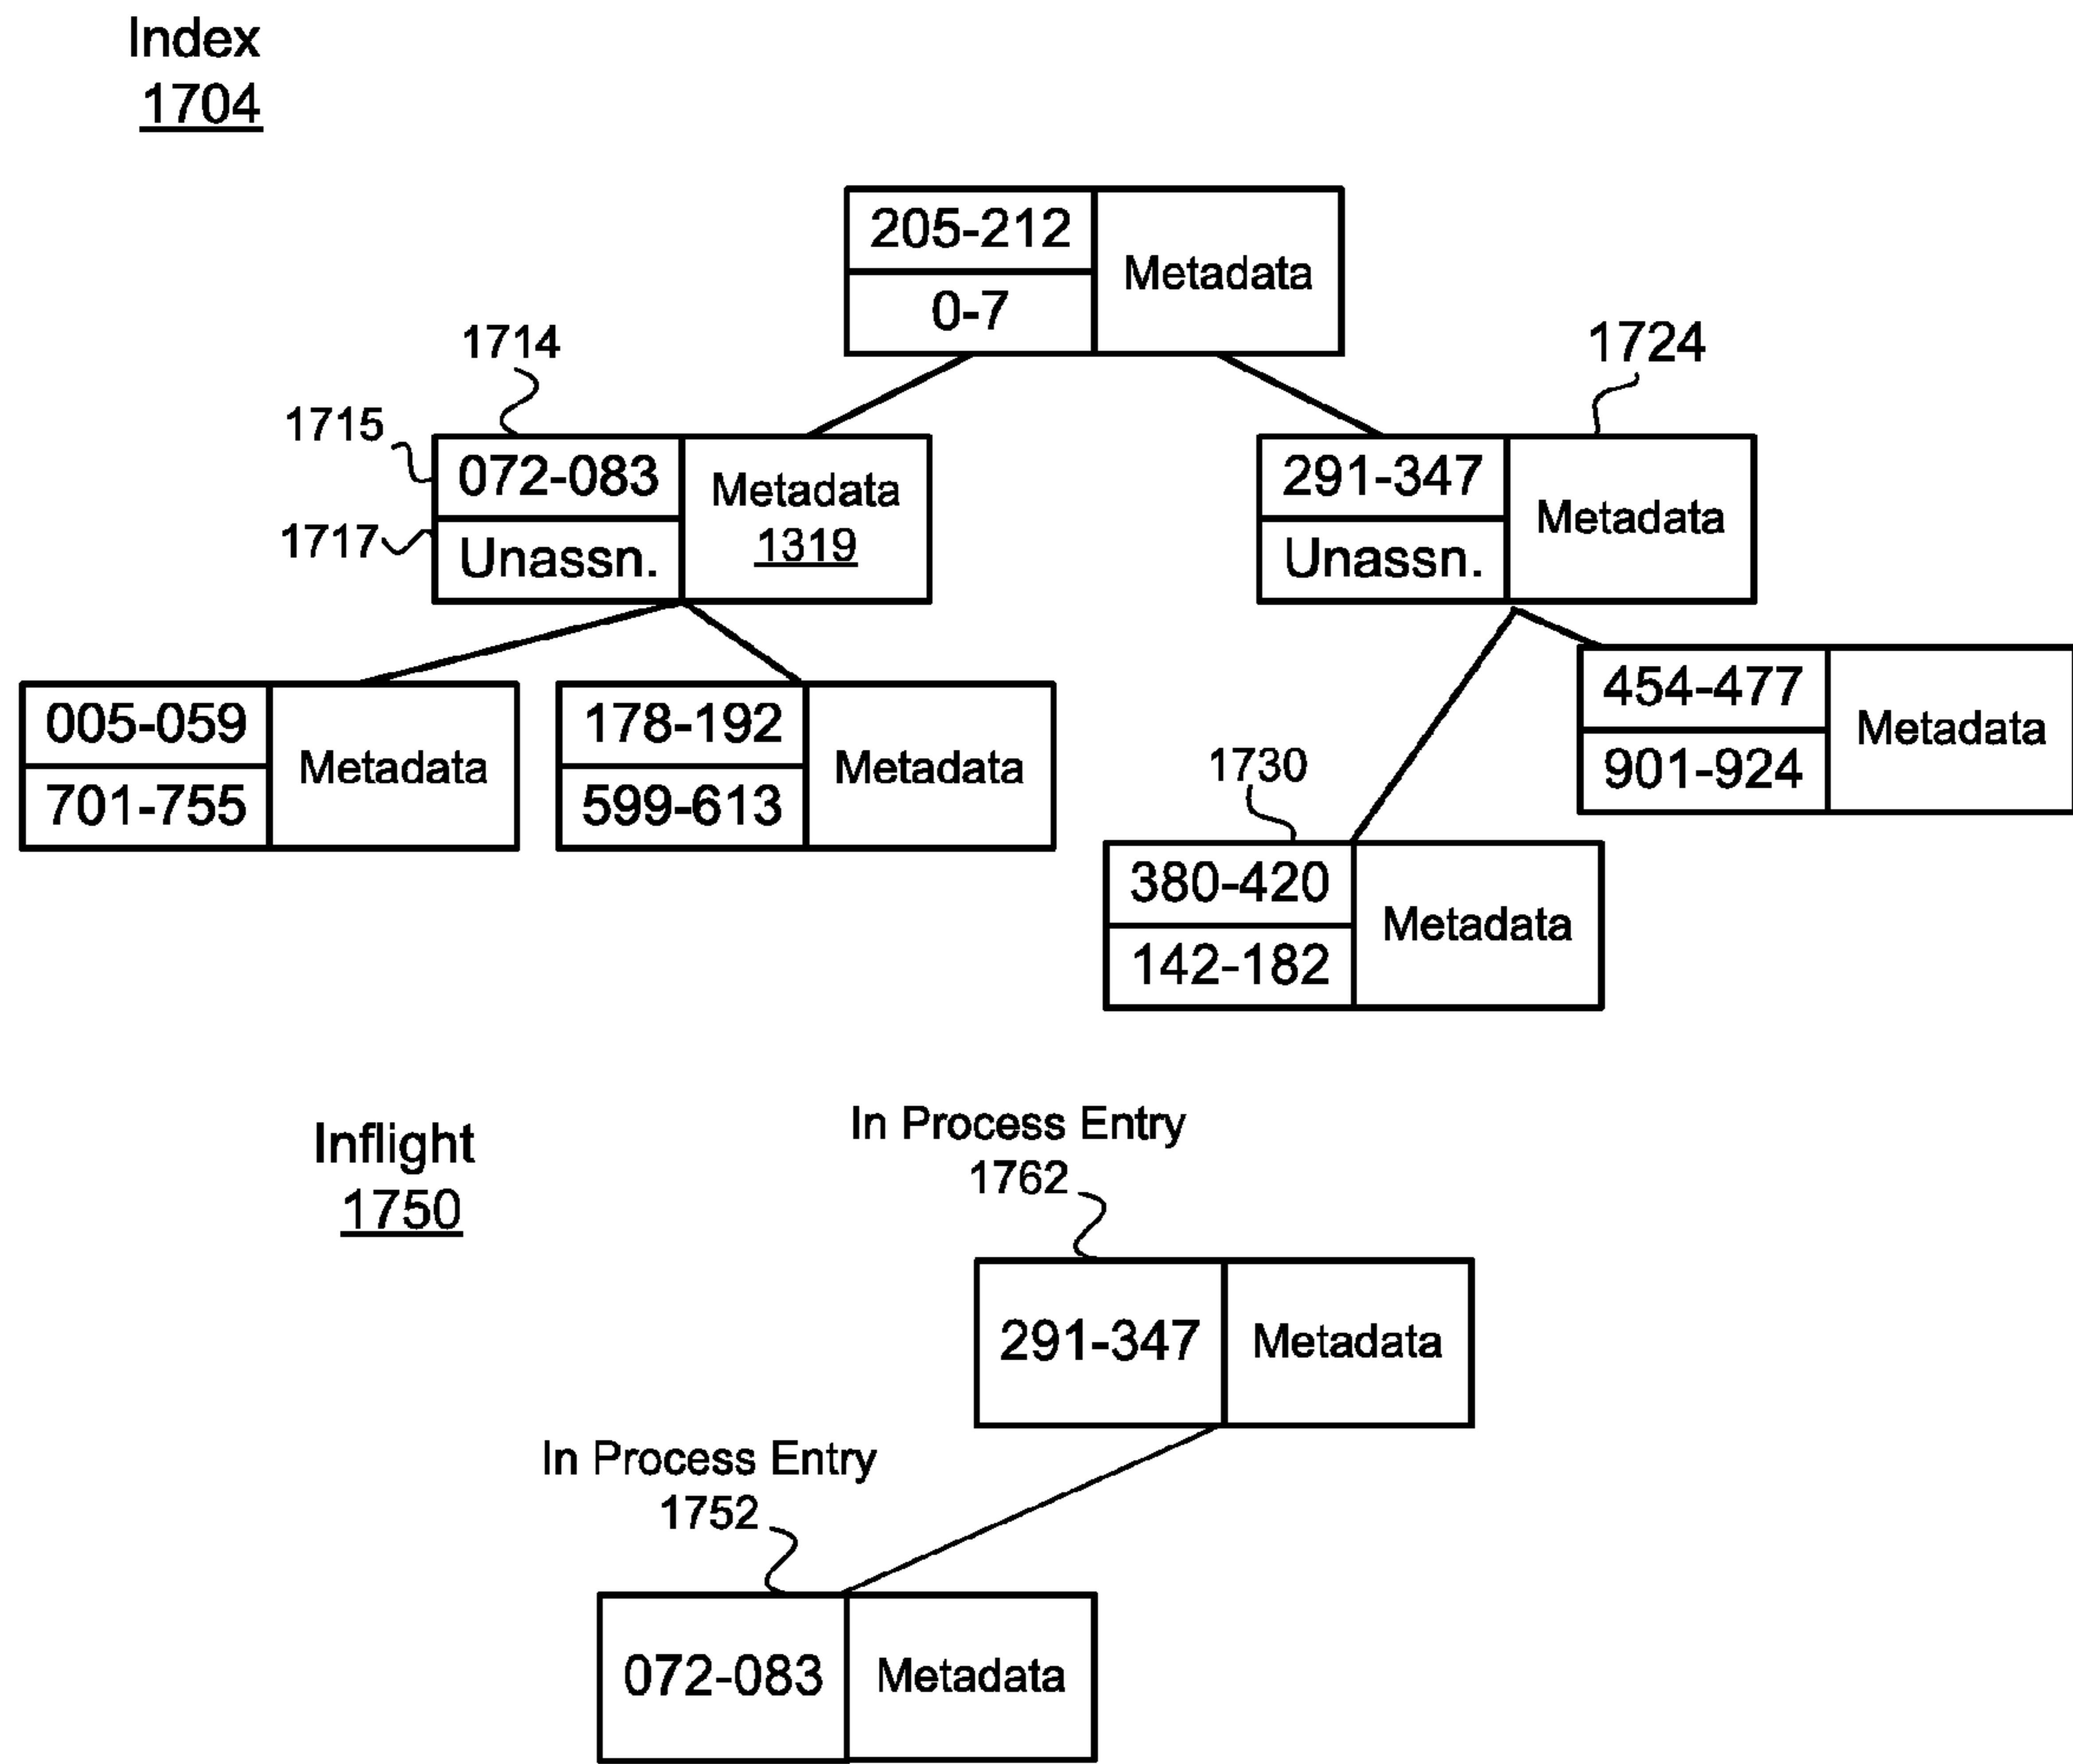 Index
1704
205-212
Metadata
0-7
1714
1724
1715
072-083
Metadata
1319
1717
Unassn.
291-347
Metadata
Unassn.
005-059
Metadata
701-755
178-192
Metadata
599-613
454-477
Metadata
901-924
1730
380-420
Metadata
142-182
Inflight
1750
In Process Entry
1762
291-347
Metadata
In Process Entry
1752
072-083
Metadata